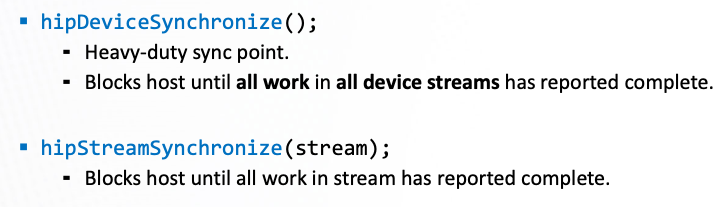 ▪ hipDeviceSynchronize();
- Heavy-duty sync point.
- Blocks host until all work in all device streams has reported complete.
▪ hipStreamSynchronize(stream);
- Blocks host until all work in stream has reported complete.